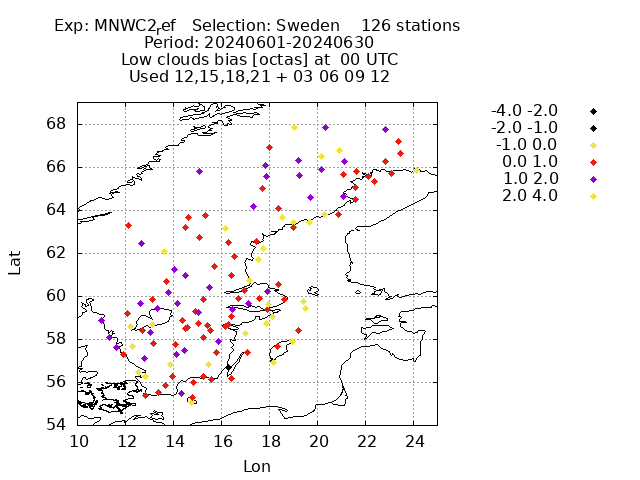 Exp: MNWC2ref Selection: Sweden 126 stations
Period: 20240601-20240630
Low clouds bias [octas] at 00 UTC
Used 12,15,18,21 + 03 06 09 12
-4.0 -2.0
-2.0 -1.0
-1.0 0.0
0.0 1.0
1.0 2.0
2.0 4.0
68
66
64
62
60
58
56
54
Lat
10 12 14 16 18 20 22 24
Lon